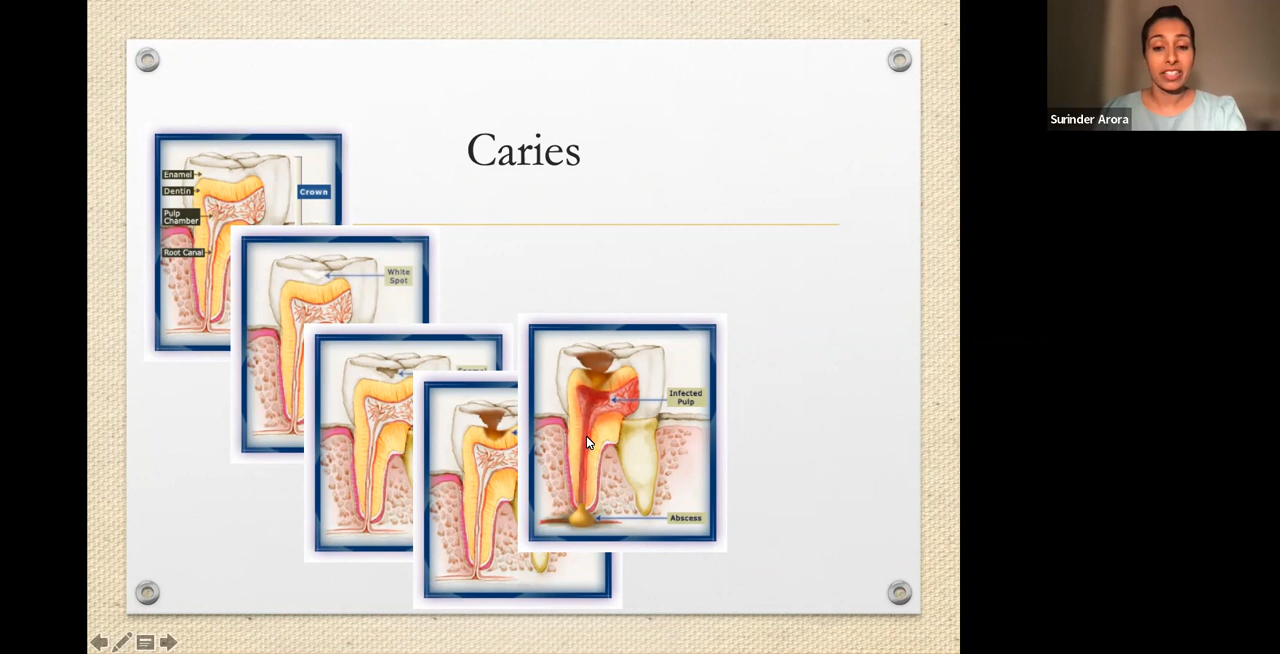 Caries
Enamel
Dentin
Crown
Pulp
Chamber
Root Canal
White
Spot
Infected
Pulp
Abscess
Surinder Arora